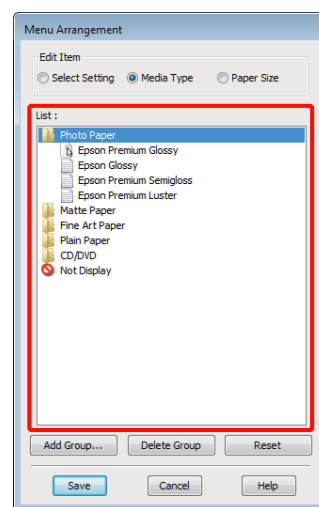 Menu Arrangement
Edit Item
Select Setting Media Type Paper Size
List :
Photo Paper
Epson Premium Glossy
Epson Glossy
Epson Premium Semigloss
Epson Premium Luster
Matte Paper
Fine Art Paper
Plain Paper
CD/DVD
Not Display
Add Group... Delete Group Reset
Save Cancel Help